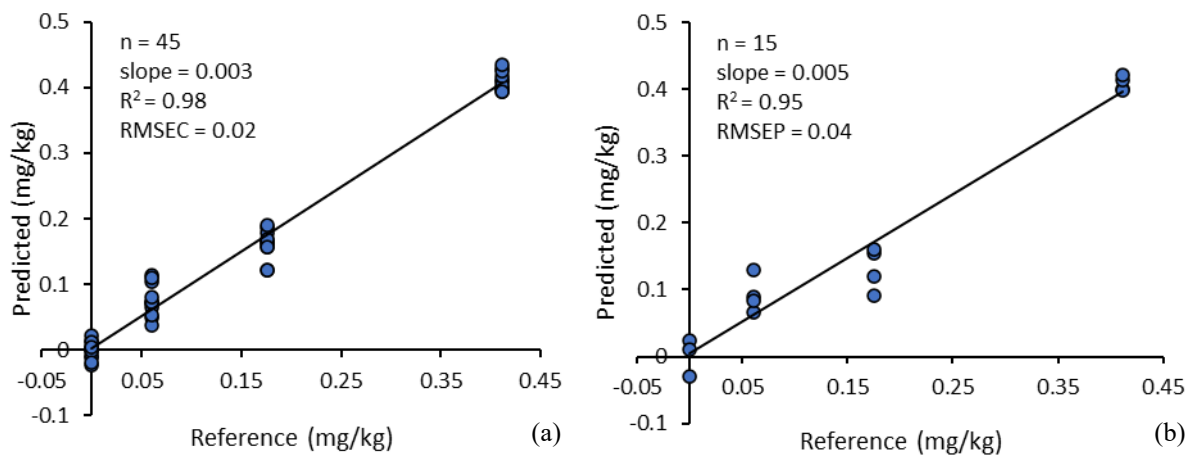 0.5
n = 45
slope = 0.003
R² = 0.98
RMSEC = 0.02
0.4
0.3
0.2
0.1
0
-0.1
Predicted (mg/kg)
-0.05
0.05
0.15
0.25
0.35
0.45
Reference (mg/kg)
(a)
0.5
n = 15
slope = 0.005
R² = 0.95
RMSEP = 0.04
0.4
0.3
0.2
0.1
0
-0.1
Predicted (mg/kg)
-0.05
0.05
0.15
0.25
0.35
0.45
Reference (mg/kg)
(b)